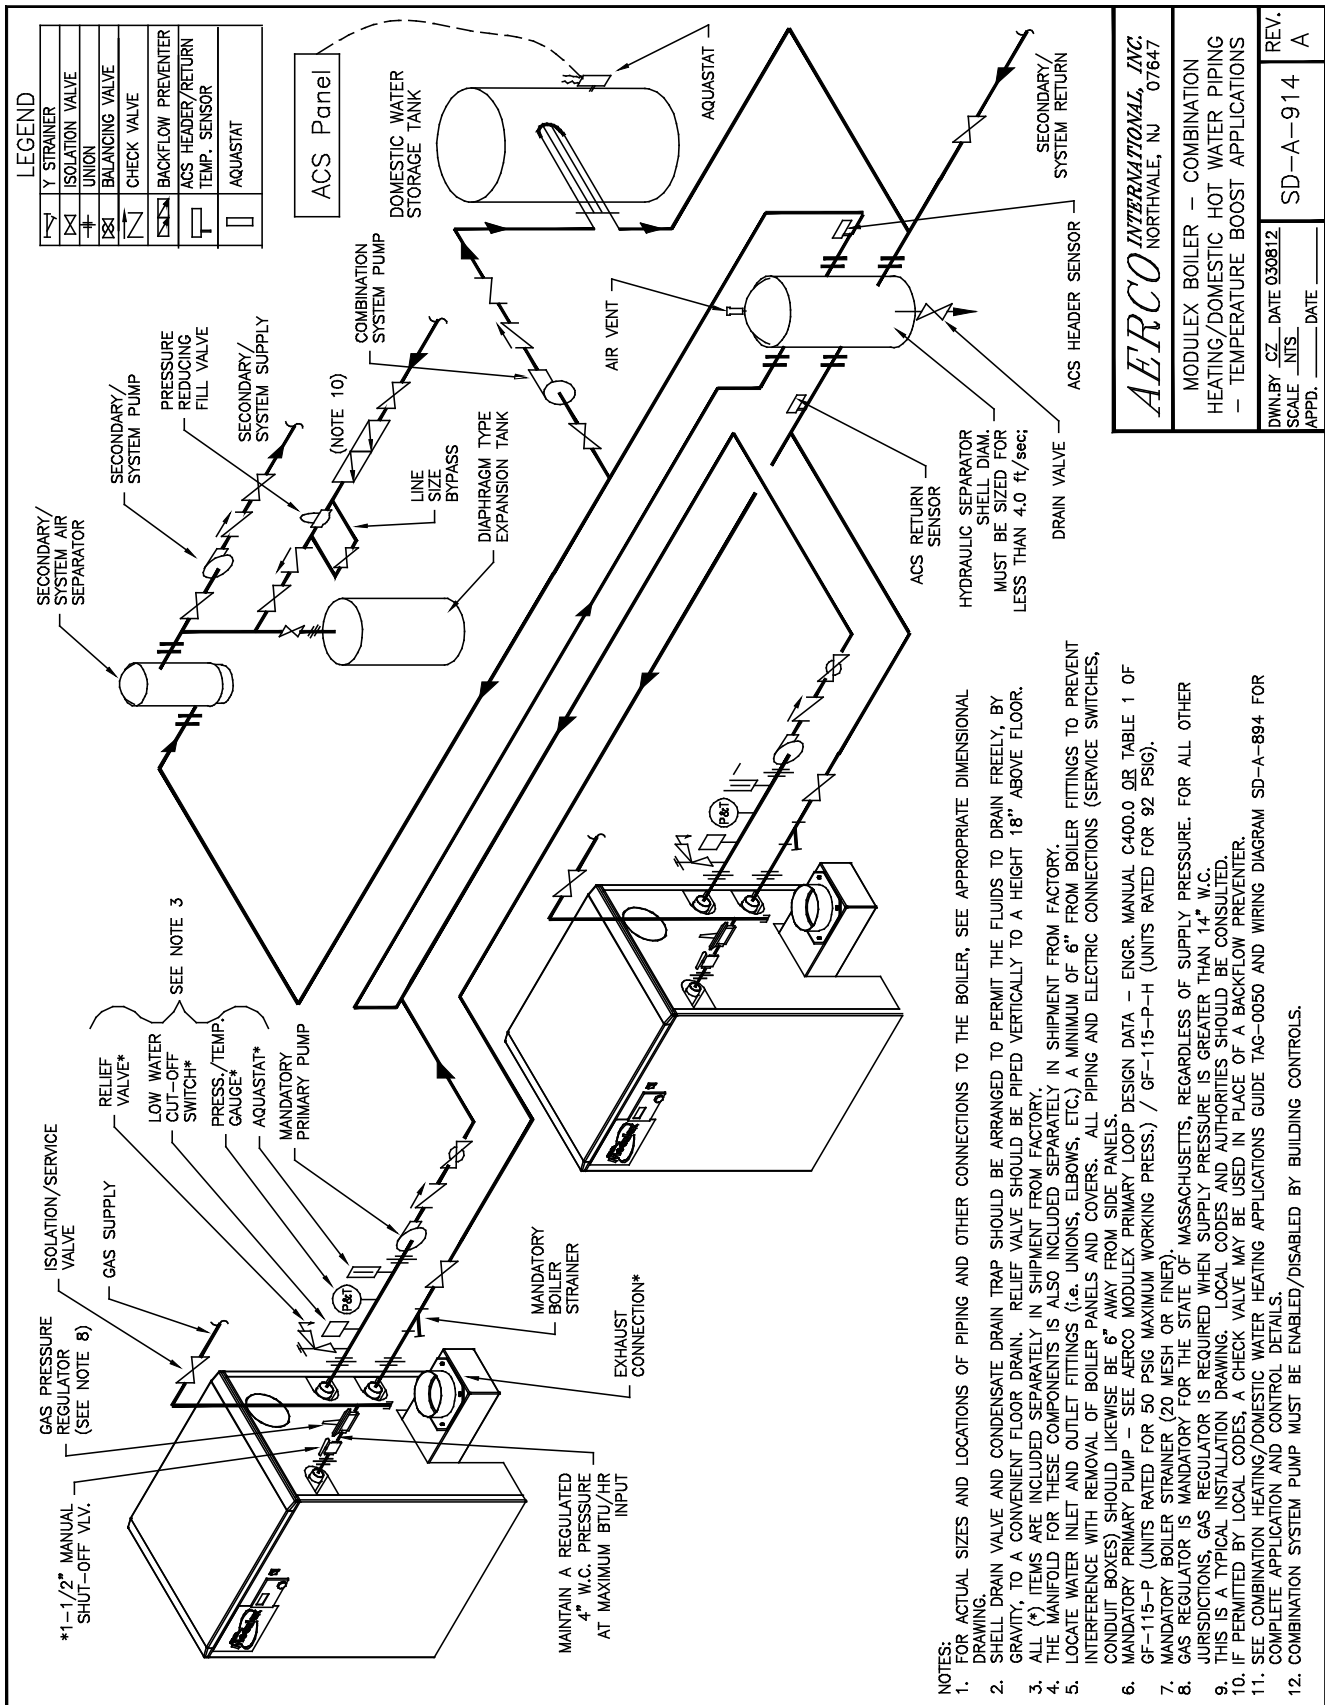 LEGEND
Y STRAINER
ISOLATION VALVE
UNION
BALANCING VALVE
CHECK VALVE
BACKFLOW PREVENTER
ACS HEADER/RETURN
TEMP. SENSOR
AQUASTAT
ACS Panel
DOMESTIC WATER
STORAGE TANK
AQUASTAT
COMBINATION
SYSTEM PUMP
SECONDARY/
SYSTEM SUPPLY
PRESSURE
REDUCING
FILL VALVE
SECONDARY/
SYSTEM PUMP
SECONDARY/
SYSTEM AIR
SEPARATOR
(NOTE 10)
LINE
SIZE
BYPASS
DIAPHRAGM TYPE
EXPANSION TANK
AIR VENT
SECONDARY/
SYSTEM RETURN
ACS HEADER SENSOR
DRAIN VALVE
HYDRAULIC SEPARATOR
SHELL DIAM.
MUST BE SIZED FOR
LESS THAN 4.0 ft/sec;
ACS RETURN
SENSOR
SEE NOTE 3
RELIEF
VALVE*
LOW WATER
CUT-OFF
SWITCH*
PRESS./TEMP.
GAUGE*
AQUASTAT*
MANDATORY
PRIMARY PUMP
ISOLATION/SERVICE
VALVE
GAS SUPPLY
GAS PRESSURE
REGULATOR
(SEE NOTE 8)
*1-1/2" MANUAL
SHUT-OFF VLV.
P&T
P&T
MANDATORY
BOILER
STRAINER
EXHAUST
CONNECTION*
MAINTAIN A REGULATED
4" W.C. PRESSURE
AT MAXIMUM BTU/HR
INPUT
NOTES:
1. FOR ACTUAL SIZES AND LOCATIONS OF PIPING AND OTHER CONNECTIONS TO THE BOILER, SEE APPROPRIATE DIMENSIONAL
DRAWING.
2. SHELL DRAIN VALVE AND CONDENSATE DRAIN TRAP SHOULD BE ARRANGED TO PERMIT THE FLUIDS TO DRAIN FREELY, BY
GRAVITY, TO A CONVENIENT FLOOR DRAIN. RELIEF VALVE SHOULD BE PIPED VERTICALLY TO A HEIGHT 18" ABOVE FLOOR.
3. ALL (*) ITEMS ARE INCLUDED SEPARATELY IN SHIPMENT FROM FACTORY.
4. THE MANIFOLD FOR THESE COMPONENTS IS ALSO INCLUDED SEPARATELY IN SHIPMENT FROM FACTORY.
5. LOCATE WATER INLET AND OUTLET FITTINGS (i.e. UNIONS, ELBOWS, ETC.) A MINIMUM OF 6" FROM BOILER FITTINGS TO PREVENT
INTERFERENCE WITH REMOVAL OF BOILER PANELS AND COVERS. ALL PIPING AND ELECTRIC CONNECTIONS (SERVICE SWITCHES,
CONDUIT BOXES) SHOULD LIKEWISE BE 6" AWAY FROM SIDE PANELS.
6. MANDATORY PRIMARY PUMP - SEE AERCO MODULEX PRIMARY LOOP DESIGN DATA - ENGR. MANUAL C400.0 OR TABLE 1 OF
GF-115-P (UNITS RATED FOR 50 PSIG MAXIMUM WORKING PRESS.) / GF-115-P-H (UNITS RATED FOR 92 PSIG).
7. MANDATORY BOILER STRAINER (20 MESH OR FINER).
8. GAS REGULATOR IS MANDATORY FOR THE STATE OF MASSACHUSETTS, REGARDLESS OF SUPPLY PRESSURE. FOR ALL OTHER
JURISDICTIONS, GAS REGULATOR IS REQUIRED WHEN SUPPLY PRESSURE IS GREATER THAN 14" W.C.
9. THIS IS A TYPICAL INSTALLATION DRAWING. LOCAL CODES AND AUTHORITIES SHOULD BE CONSULTED.
10. IF PERMITTED BY LOCAL CODES, A CHECK VALVE MAY BE USED IN PLACE OF A BACKFLOW PREVENTER.
11. SEE COMBINATION HEATING/DOMESTIC WATER HEATING APPLICATIONS GUIDE TAG-0050 AND WIRING DIAGRAM SD-A-894 FOR
COMPLETE APPLICATION AND CONTROL DETAILS.
12. COMBINATION SYSTEM PUMP MUST BE ENABLED/DISABLED BY BUILDING CONTROLS.
AERCO INTERNATIONAL, INC.
NORTHVALE, NJ 07647
MODULEX BOILER - COMBINATION
HEATING/DOMESTIC HOT WATER PIPING
- TEMPERATURE BOOST APPLICATIONS
DWN.BY CZ DATE 030812
SCALE NTS
APPD. DATE
SD-A-914
REV.
A